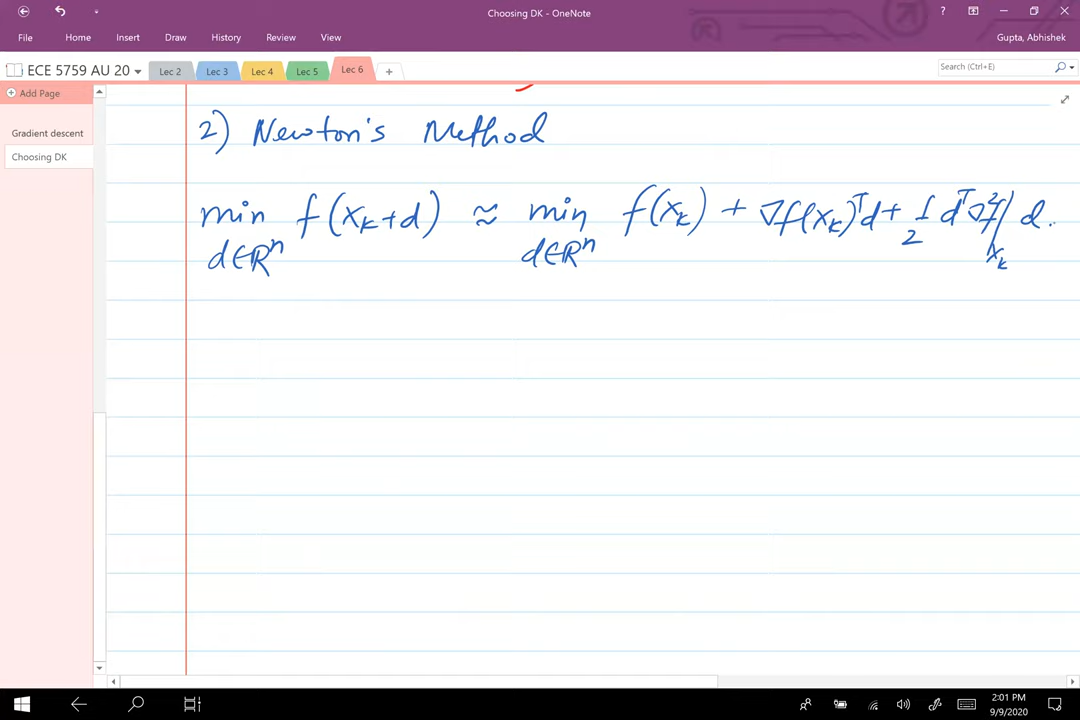 Choosing DK - OneNote
File Home Insert Draw History Review View Gupta, Abhishek
ECE 5759 AU 20 Lec 2 Lec 3 Lec 4 Lec 5 Lec 6 Search (Ctrl+E)
Add Page
Gradient descent
Choosing DK
2) Newton's Method
min f(x_k+d) ≈ min f(x_k) + ∇f(x_k)^T d + 1/2 d^T ∇²f|_{x_k} d.
d∈ℝ^n d∈ℝ^n
2:01 PM
9/9/2020